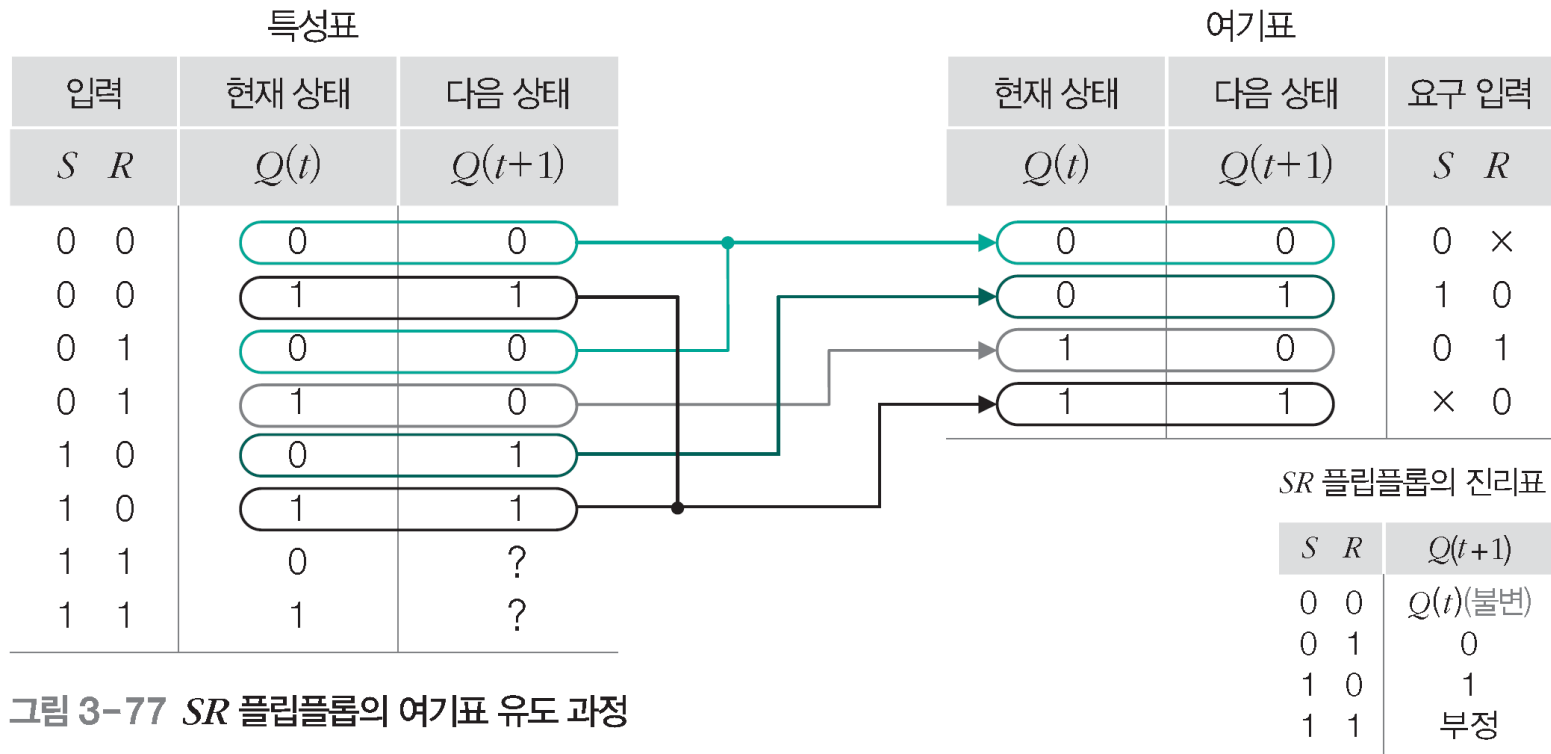 특성표
입력 현재 상태 다음 상태
S R Q(t) Q(t+1)
0 0 0 0
0 0 1 1
0 1 0 0
0 1 1 0
1 0 0 1
1 0 1 1
1 1 0 ?
1 1 1 ?
여기표
현재 상태 다음 상태 요구 입력
Q(t) Q(t+1) S R
0 0 0 ×
0 1 1 0
1 0 0 1
1 1 × 0
SR 플립플롭의 진리표
S R Q(t+1)
0 0 Q(t)(불변)
0 1 0
1 0 1
1 1 부정
그림 3-77 SR 플립플롭의 여기표 유도 과정